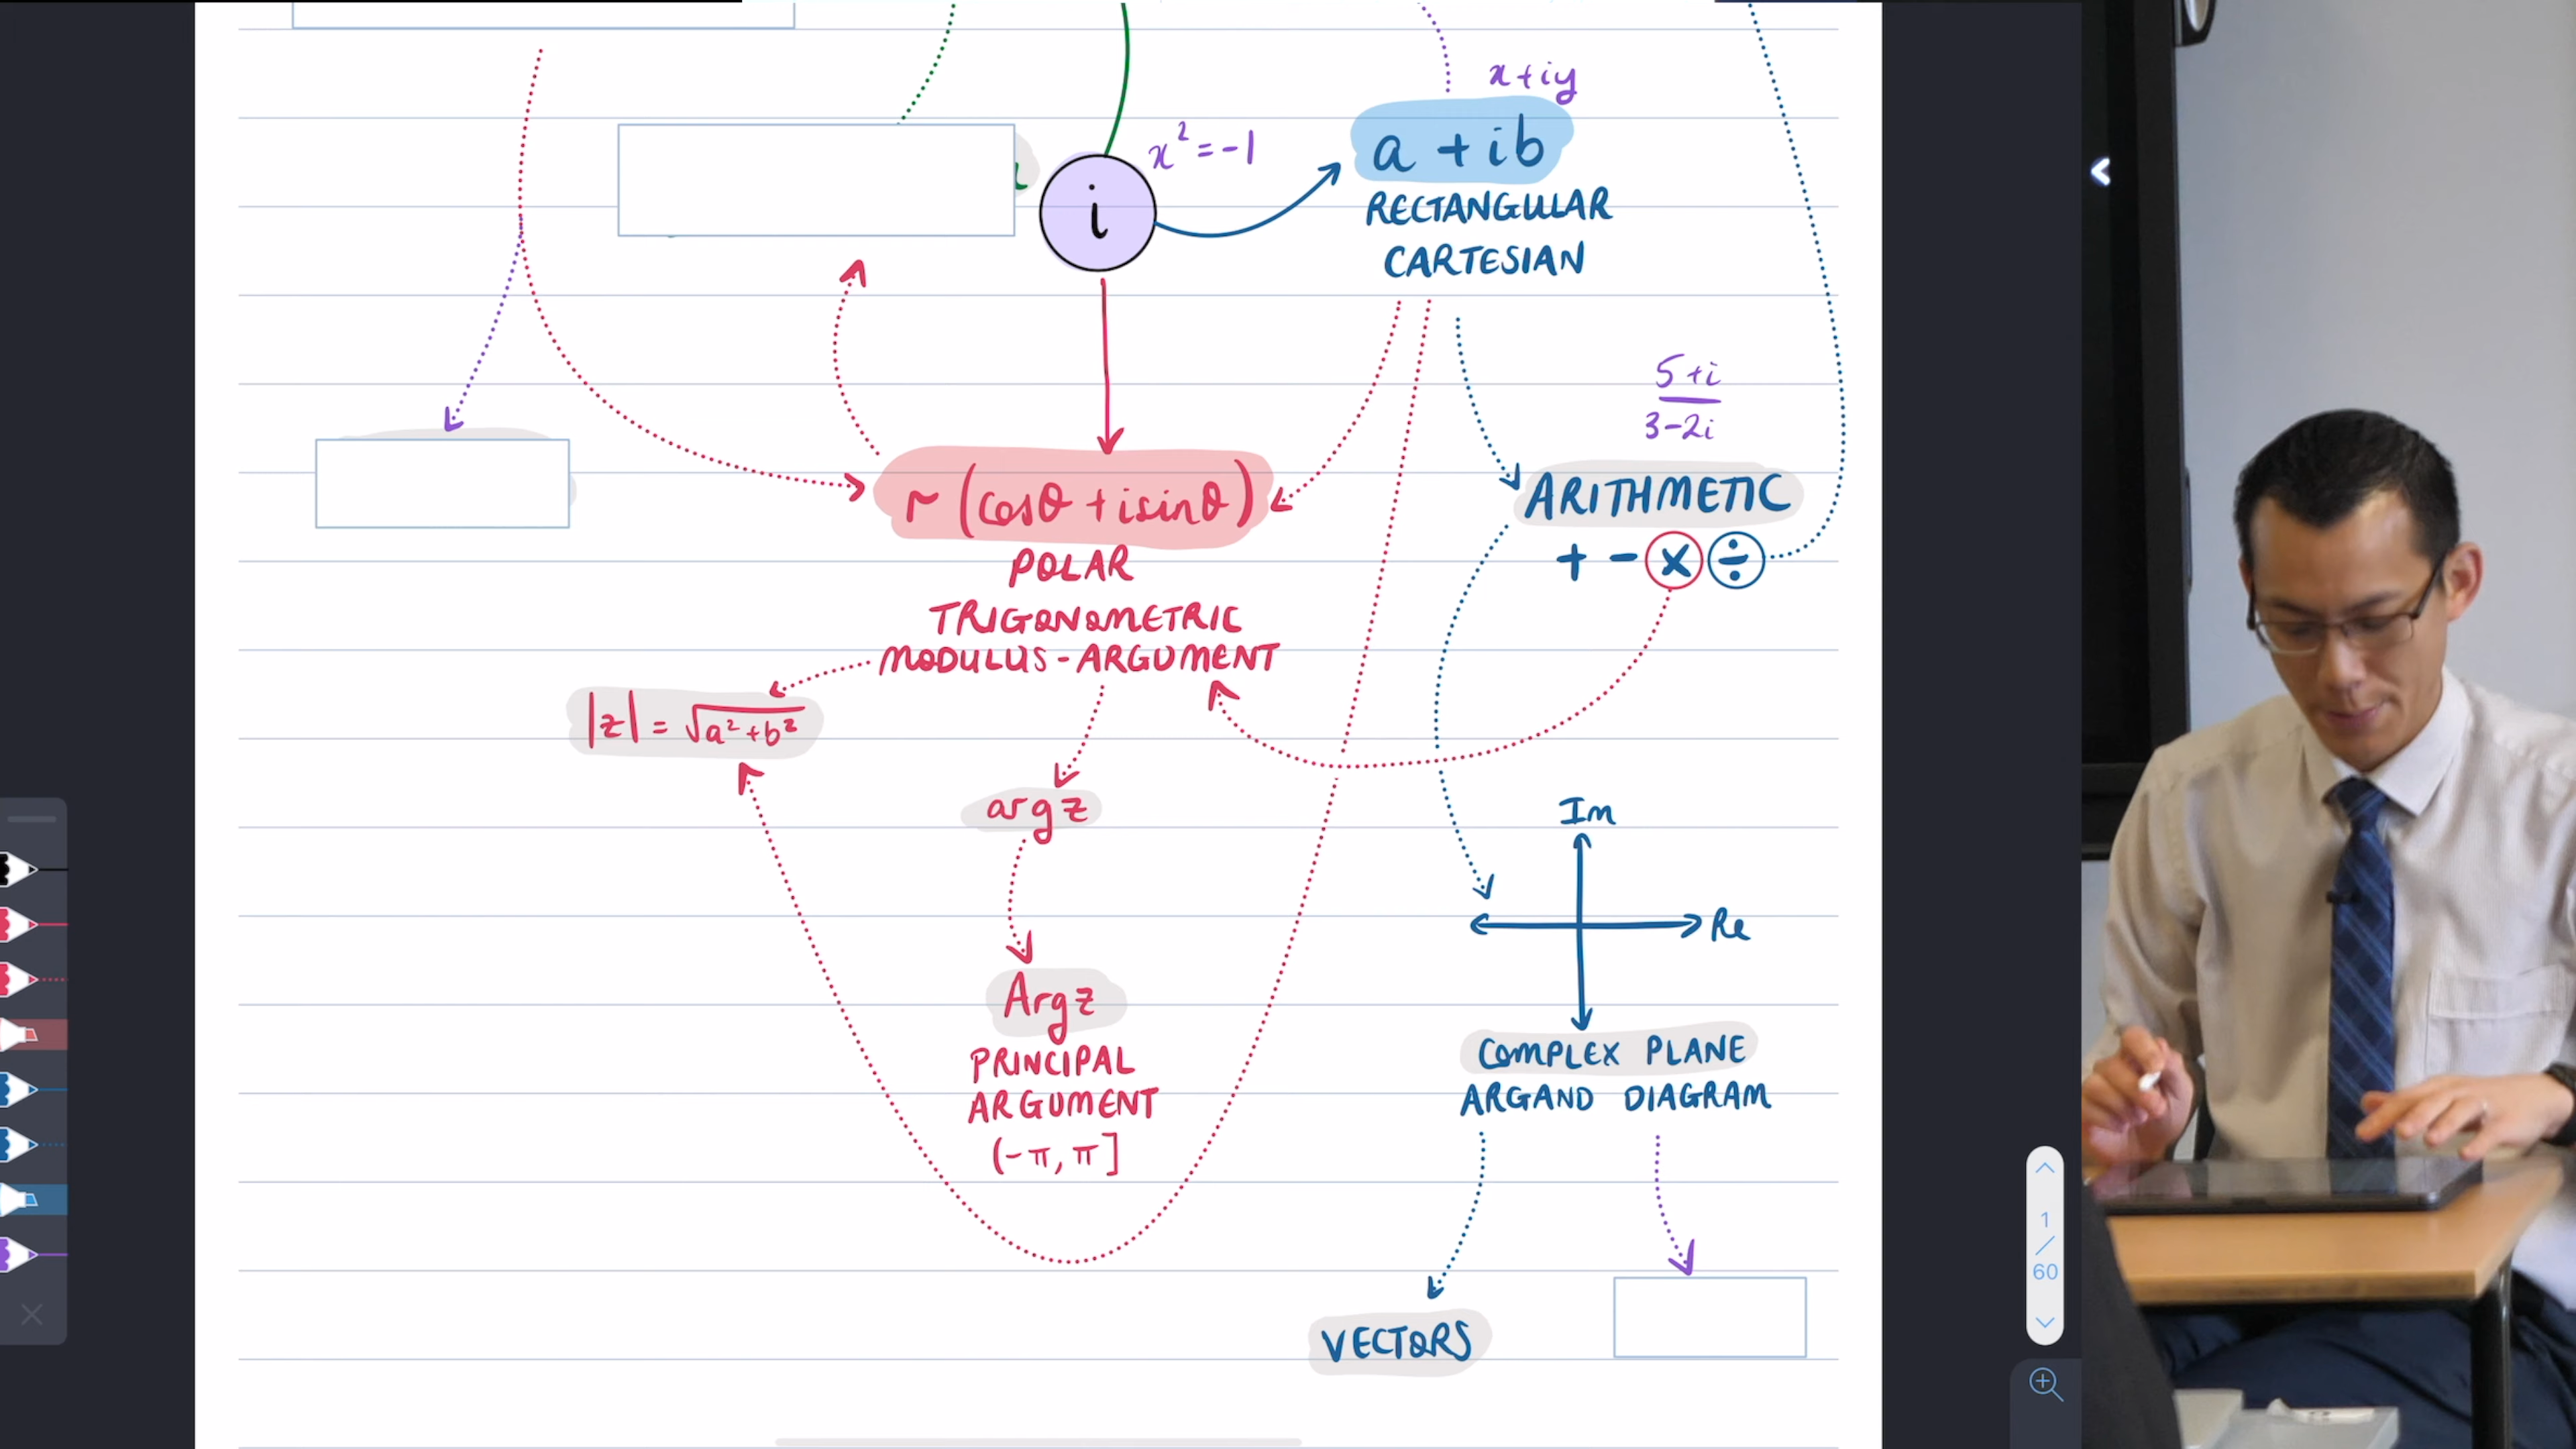 x + iy
x² = -1
a + ib
i
RECTANGULAR
CARTESIAN
5 + i
3 - 2i
r (cosθ + i sinθ)
ARITHMETIC
+ - × ÷
POLAR
TRIGONOMETRIC
MODULUS - ARGUMENT
|z| = √a² + b²
arg z
Im
Re
Arg z
PRINCIPAL
ARGUMENT
(-π, π]
COMPLEX PLANE
ARGAND DIAGRAM
VECTORS
1
/
60